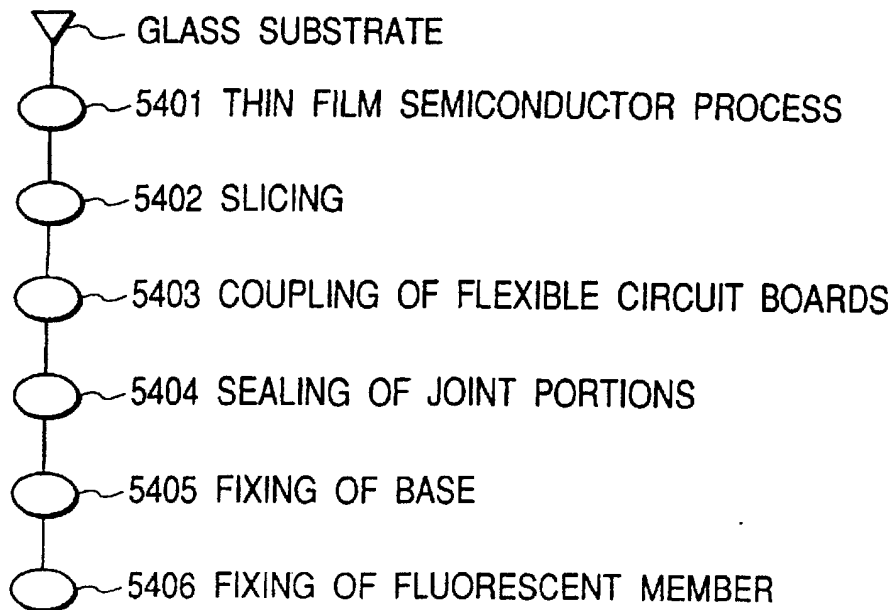 GLASS SUBSTRATE
5401 THIN FILM SEMICONDUCTOR PROCESS
5402 SLICING
5403 COUPLING OF FLEXIBLE CIRCUIT BOARDS
5404 SEALING OF JOINT PORTIONS
5405 FIXING OF BASE
5406 FIXING OF FLUORESCENT MEMBER